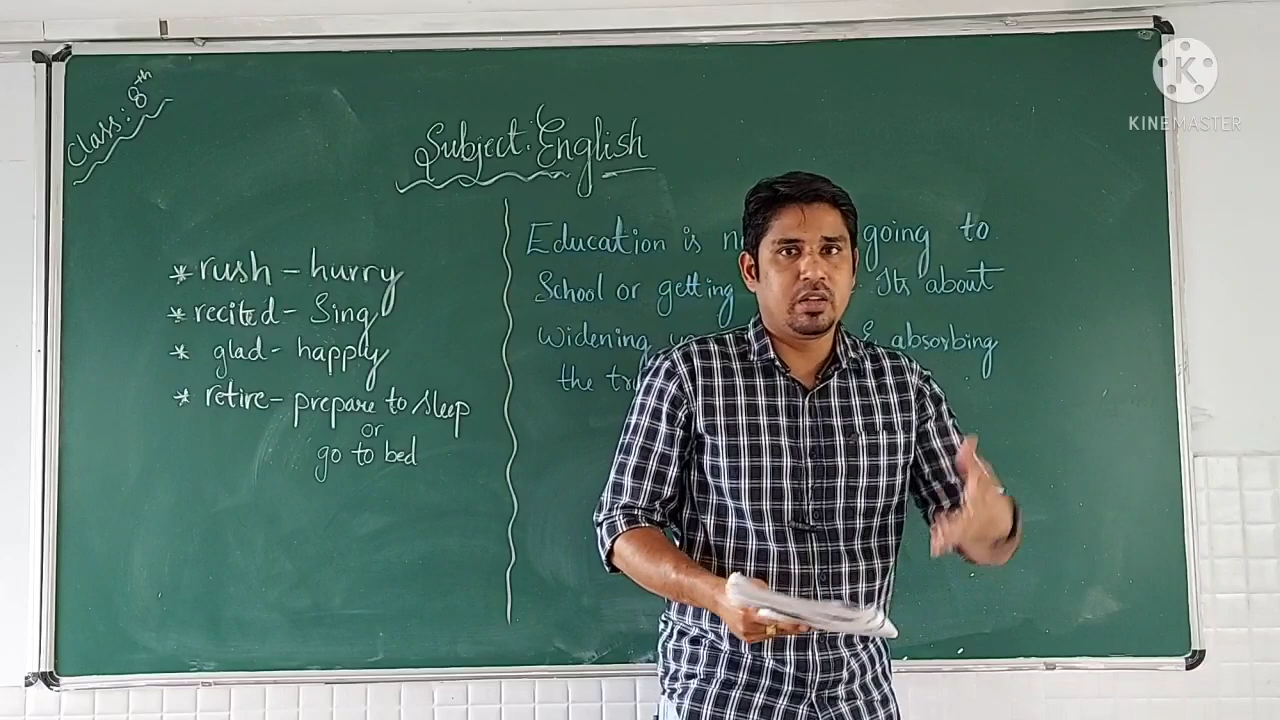 Class: 8th
Subject: English
* rush - hurry
* recited - Sing
* glad - happly
* retire - prepare to sleep
or
go to bed
Education is going to
School or getting Its about
widening & absorbing
the
K
KINEMASTER